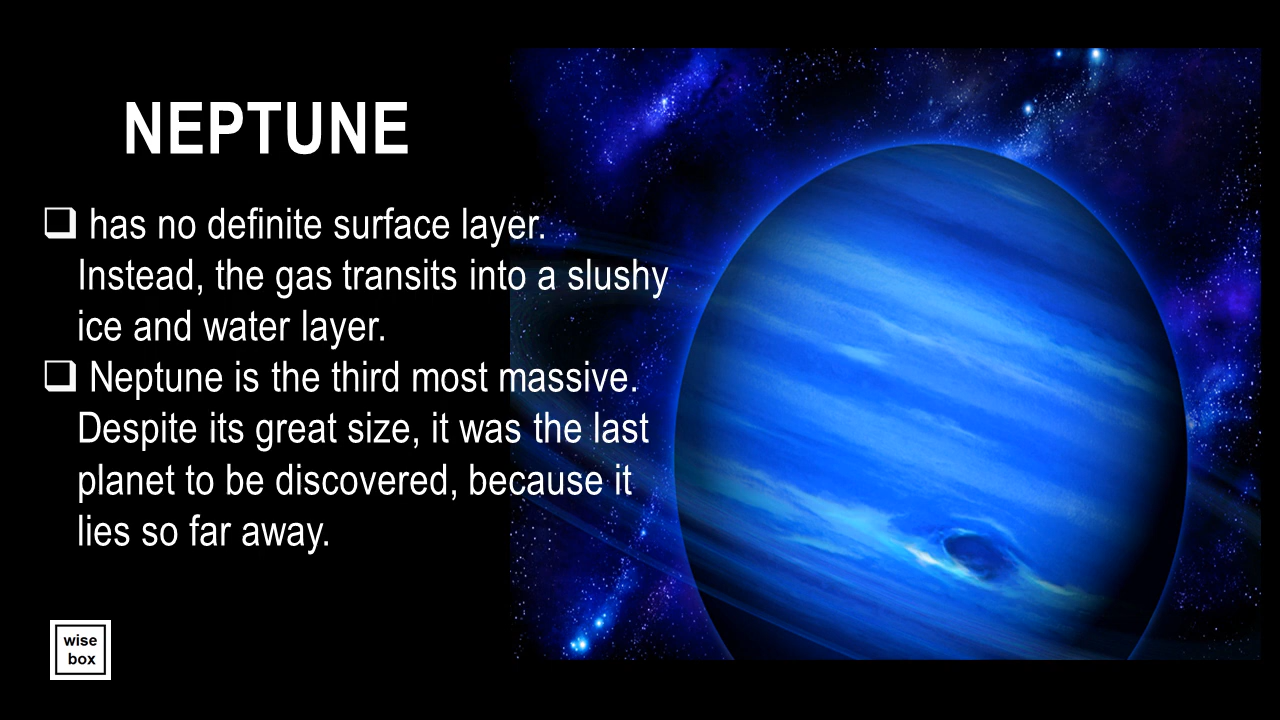 NEPTUNE
❑ has no definite surface layer.
Instead, the gas transits into a slushy
ice and water layer.
❑ Neptune is the third most massive.
Despite its great size, it was the last
planet to be discovered, because it
lies so far away.
wise
box